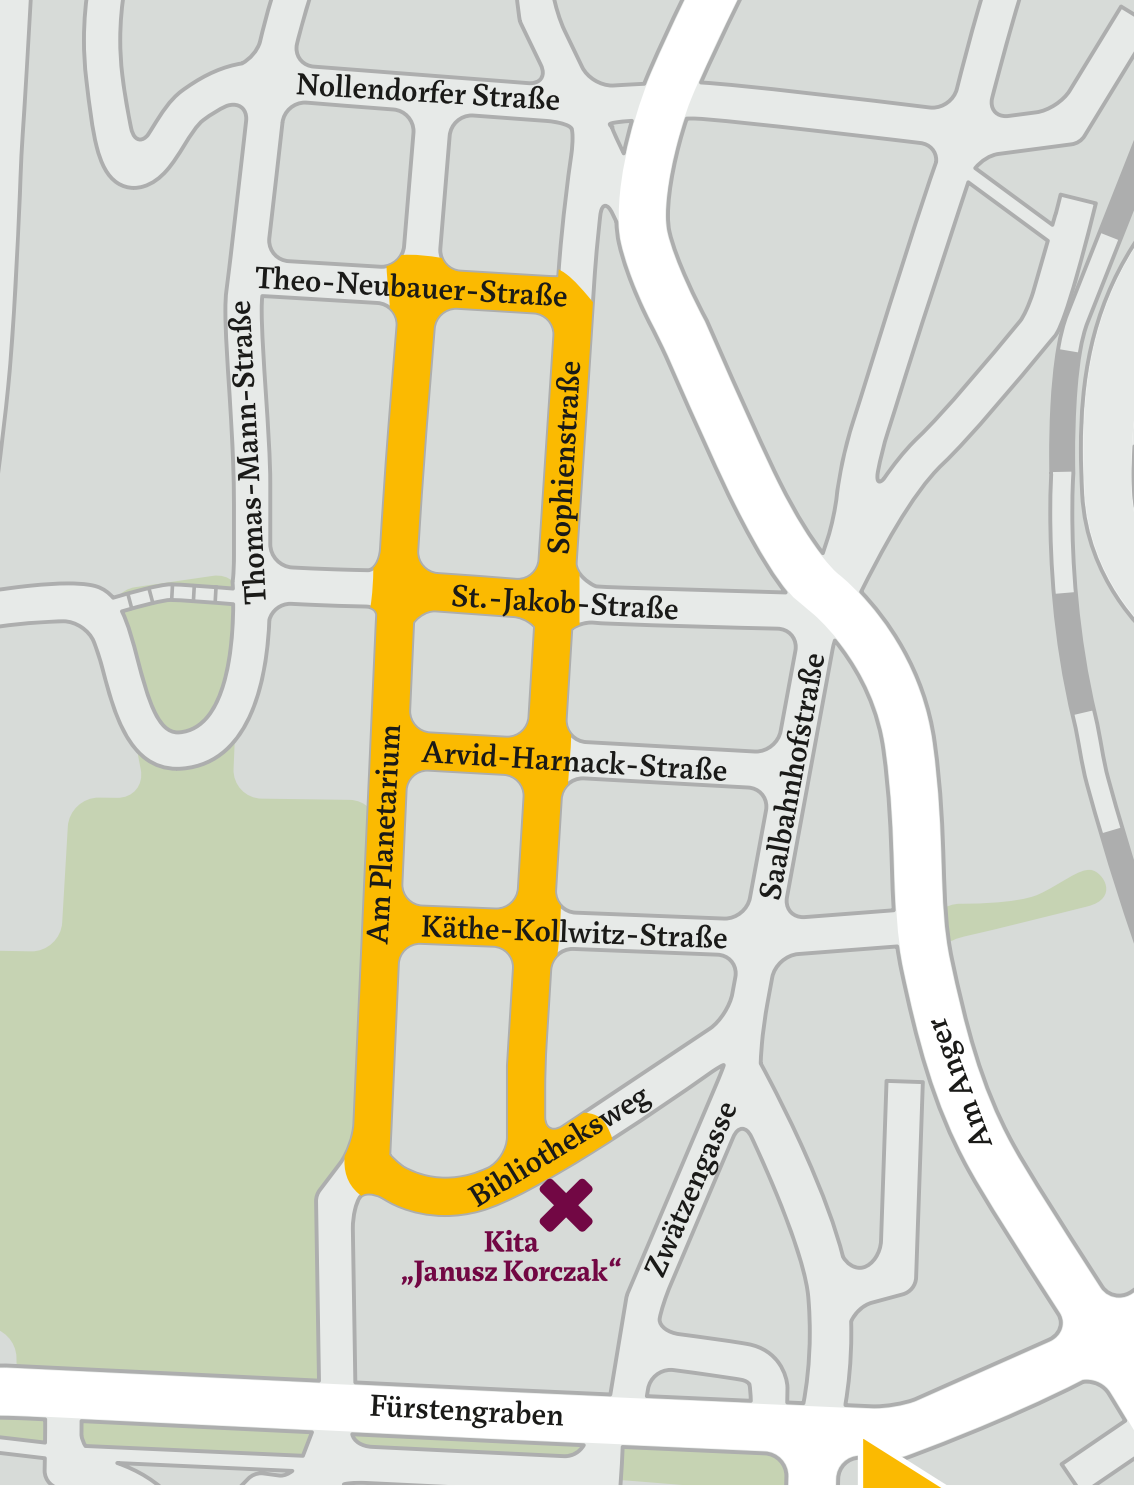 Nollendorfer Straße
Theo-Neubauer-Straße
Thomas-Mann-Straße
Sophienstraße
St.-Jakob-Straße
Saalbahnhofstraße
Arvid-Harnack-Straße
Am Planetarium
Käthe-Kollwitz-Straße
Am Anger
Bibliotheksweg
Zwätzengasse
Kita
„Janusz Korczak“
Fürstengraben